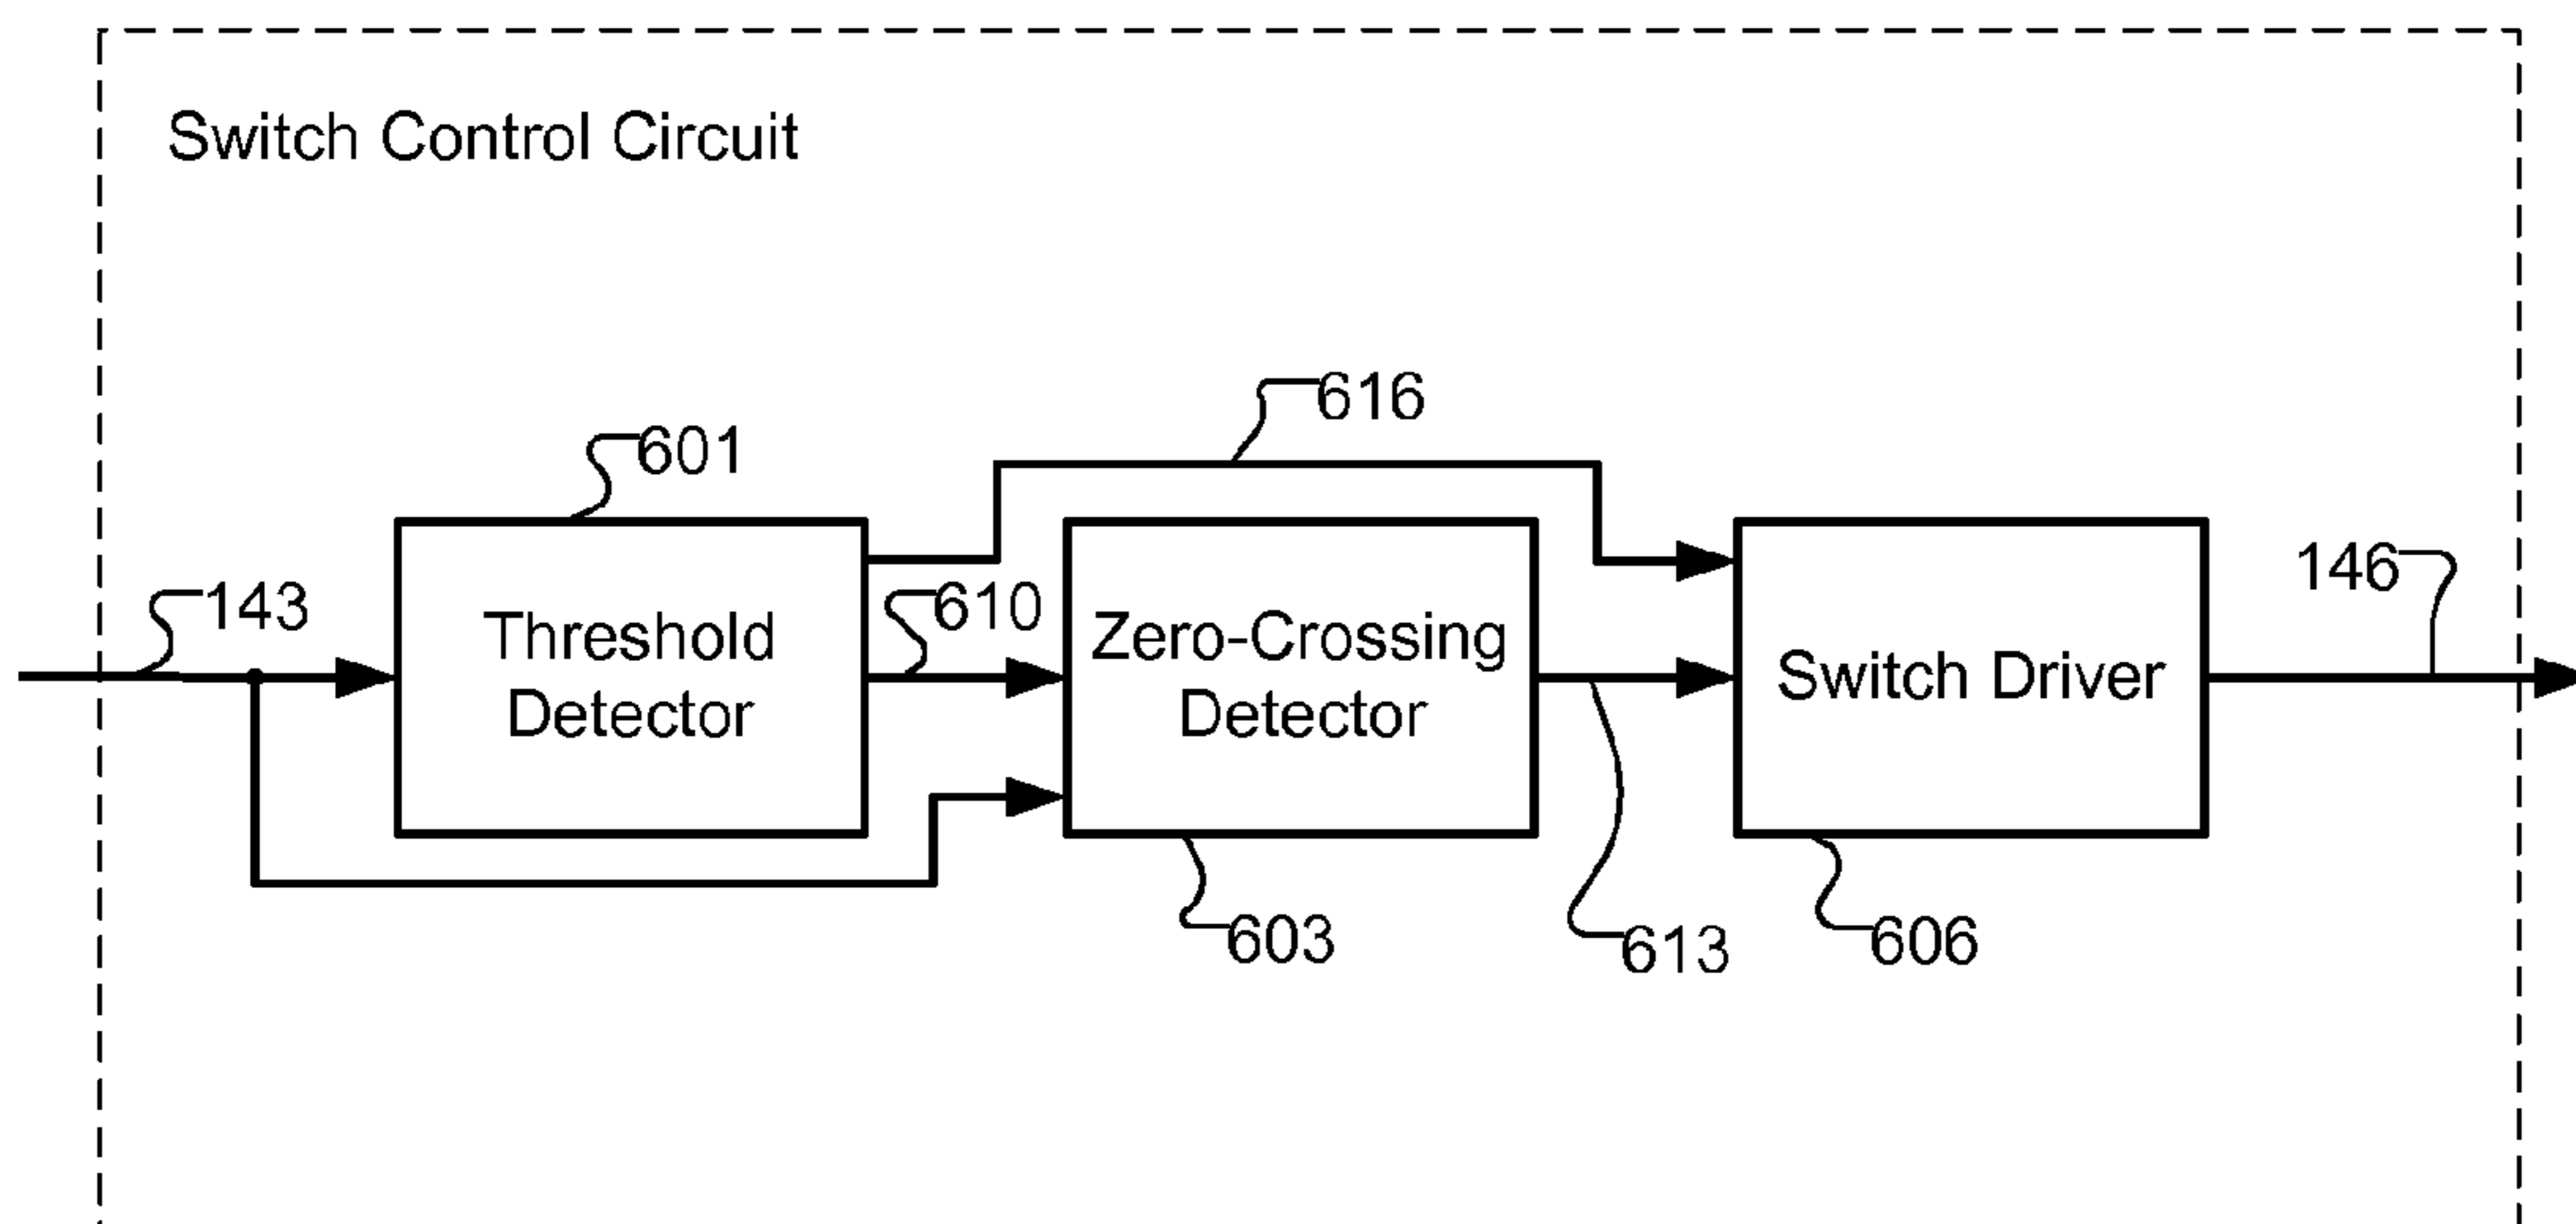 Switch Control Circuit
616
601
146
143
610
Threshold
Detector
Zero-Crossing
Detector
Switch Driver
603
613
606